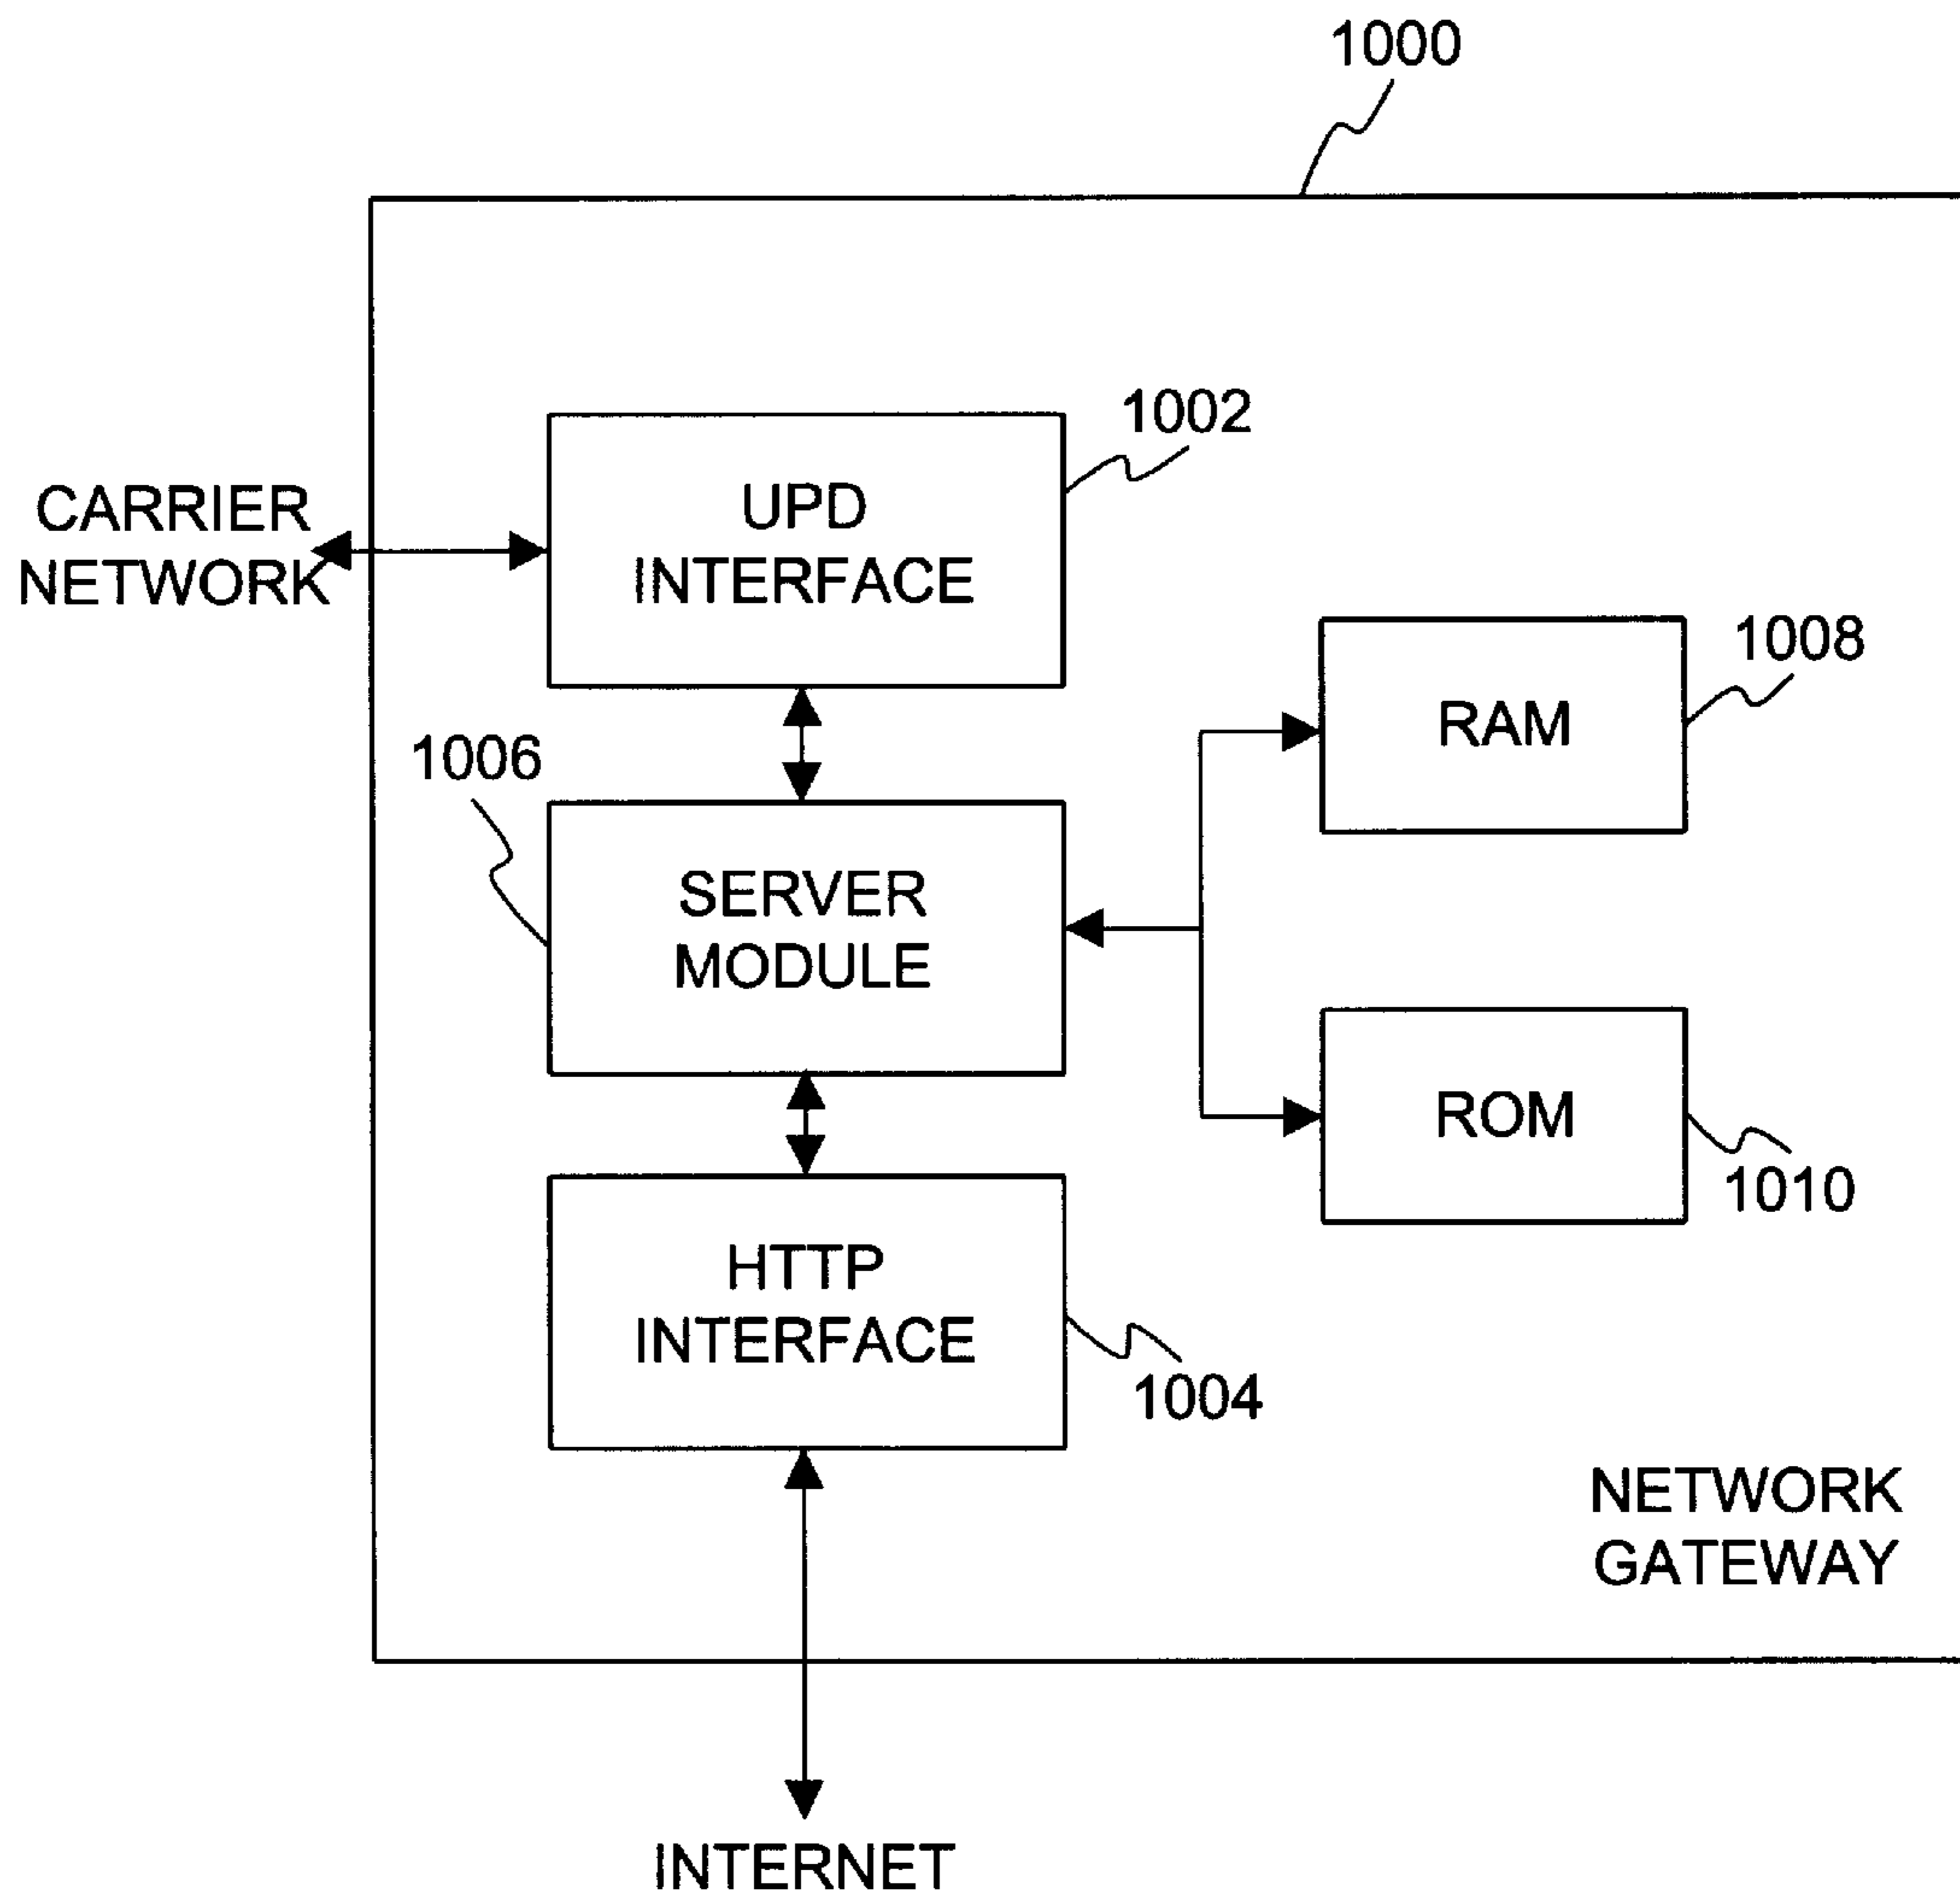 1000
1002
UPD
INTERFACE
CARRIER
NETWORK
1008
RAM
1006
SERVER
MODULE
ROM
1010
HTTP
INTERFACE
1004
NETWORK
GATEWAY
INTERNET